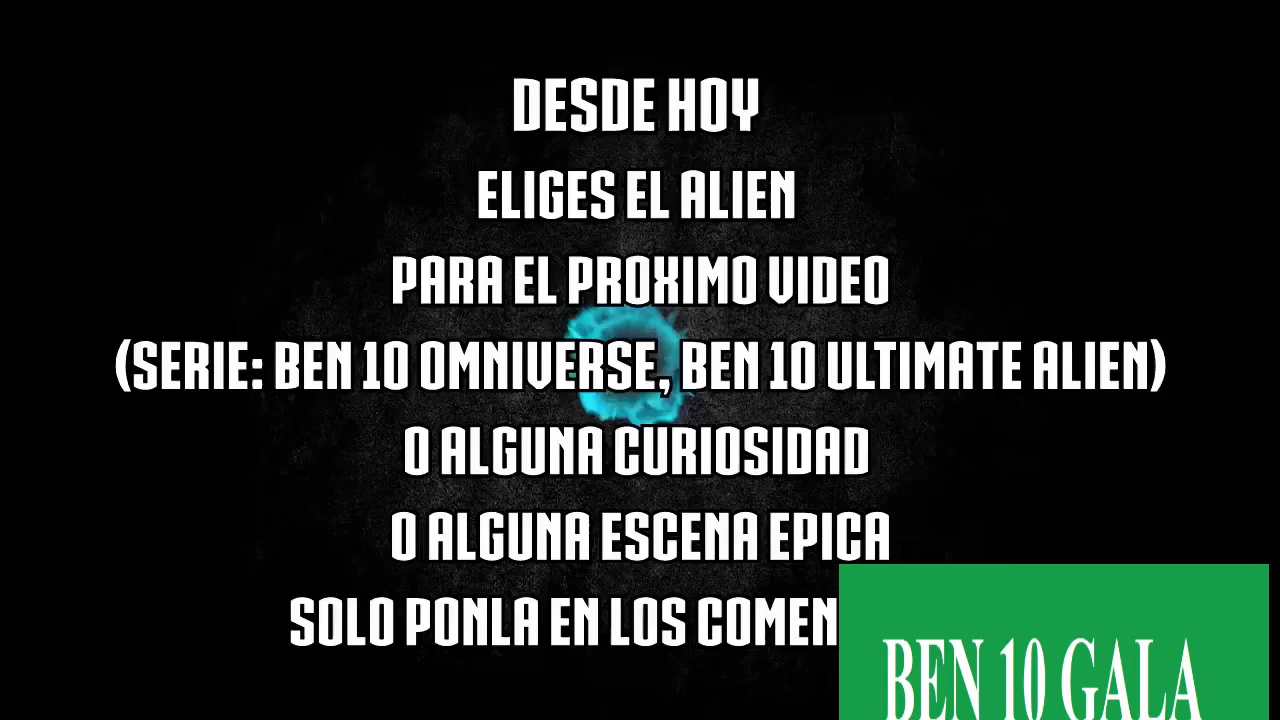 DESDE HOY
ELIGES EL ALIEN
PARA EL PROXIMO VIDEO
(SERIE: BEN 10 OMNIVERSE, BEN 10 ULTIMATE ALIEN)
O ALGUNA CURIOSIDAD
O ALGUNA ESCENA EPICA
SOLO PONLA EN LOS COMEN
BEN 10 GALA